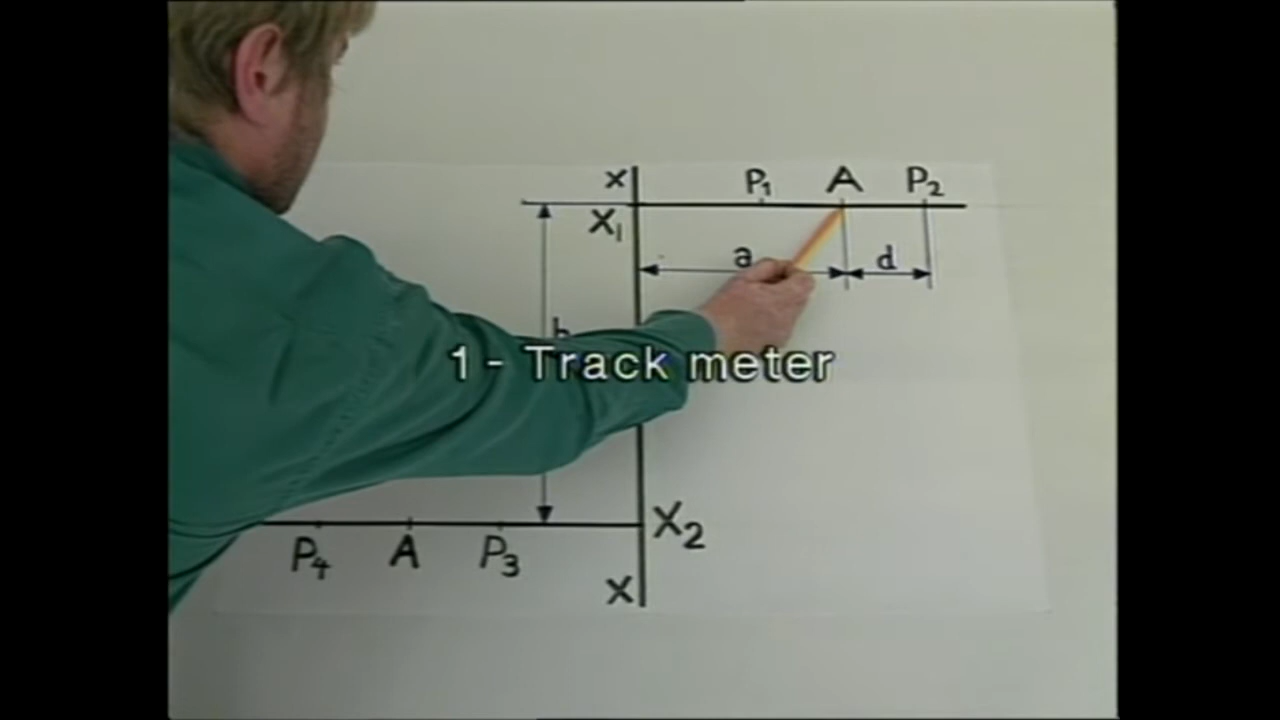 x P₁ A P₂
X₁
a d
1 - Track meter
X₂
P₄ A P₃
X